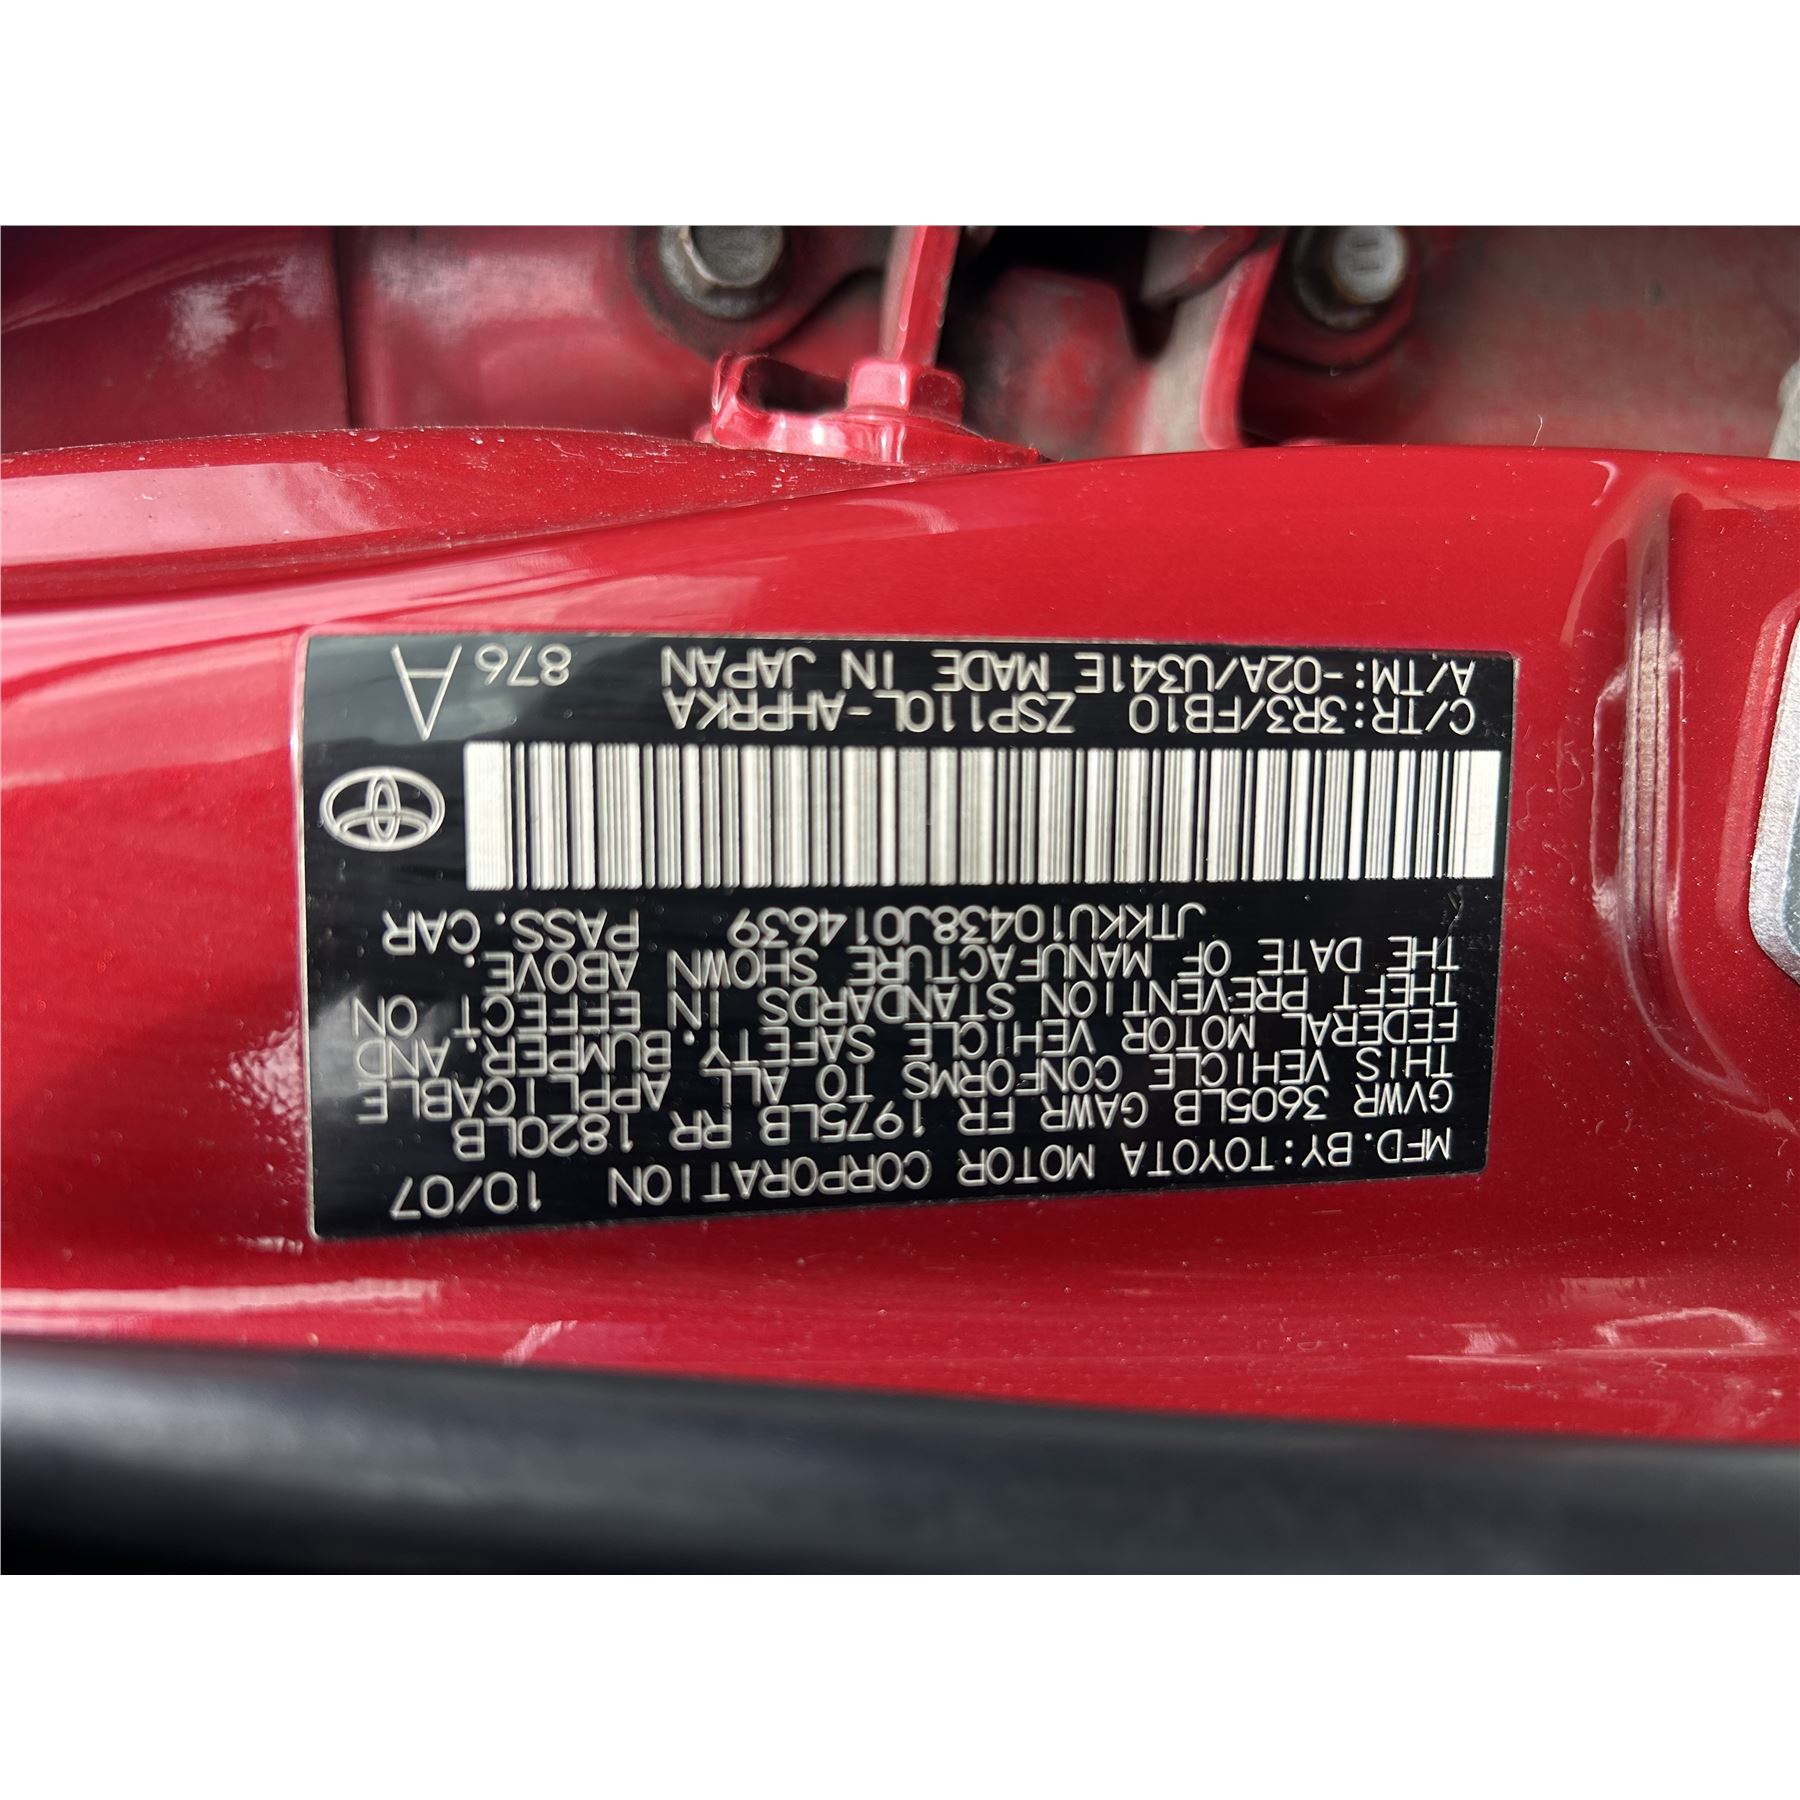 MFD.BY:TOYOTA MOTOR CORPORATION 10/07
GVWR 3605LB GAWR FR 1975LB RR 1820LB
THIS VEHICLE CONFORMS TO ALL APPLICABLE
FEDERAL MOTOR VEHICLE SAFETY.BUMPER.AND
THEFT PREVENTION STANDARDS IN EFFECT ON
THE DATE OF MANUFACTURE SHOWN ABOVE.
JTKKU10438J014639 PASS.CAR
C/TR:3R3/FB10 ZSP110L-AHPRKA A
A/TM:-02A/U341E MADE IN JAPAN 876